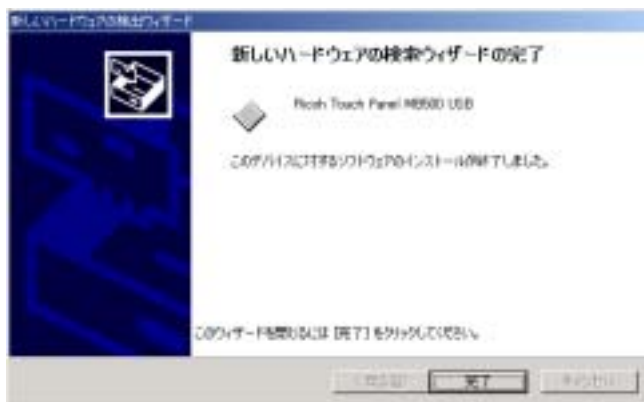 新しいハードウェアの検出ウィザード
新しいハードウェアの検索ウィザードの完了
Ricoh Touch Panel M8500 USB
このデバイスに対するソフトウェアのインストールが終了しました。
このウィザードを閉じるには [完了] をクリックしてください。
< 戻る(B)
完了
キャンセル